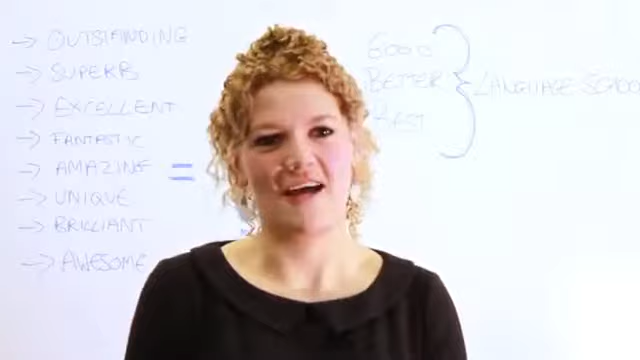 → OUTSTANDING
→ SUPERB
→ EXCELLENT
→ FANTASTIC
→ AMAZING =
→ UNIQUE
→ BRILLIANT
→ AWESOME
GOOD
BETTER
BEST
LANGUAGE SCHOO